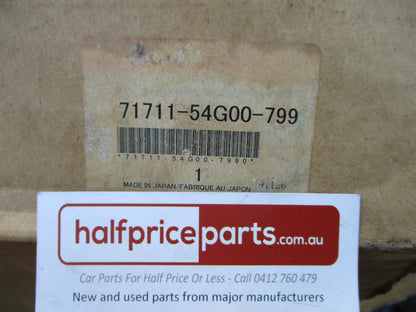 71711-54G00-799
*71711-54G00-7990*
1
MADE IN JAPAN/FABRIQUE AU JAPON
halfpriceparts.com.au
Car Parts For Half Price Or Less - Call 0412 760 479
New and used parts from major manufacturers